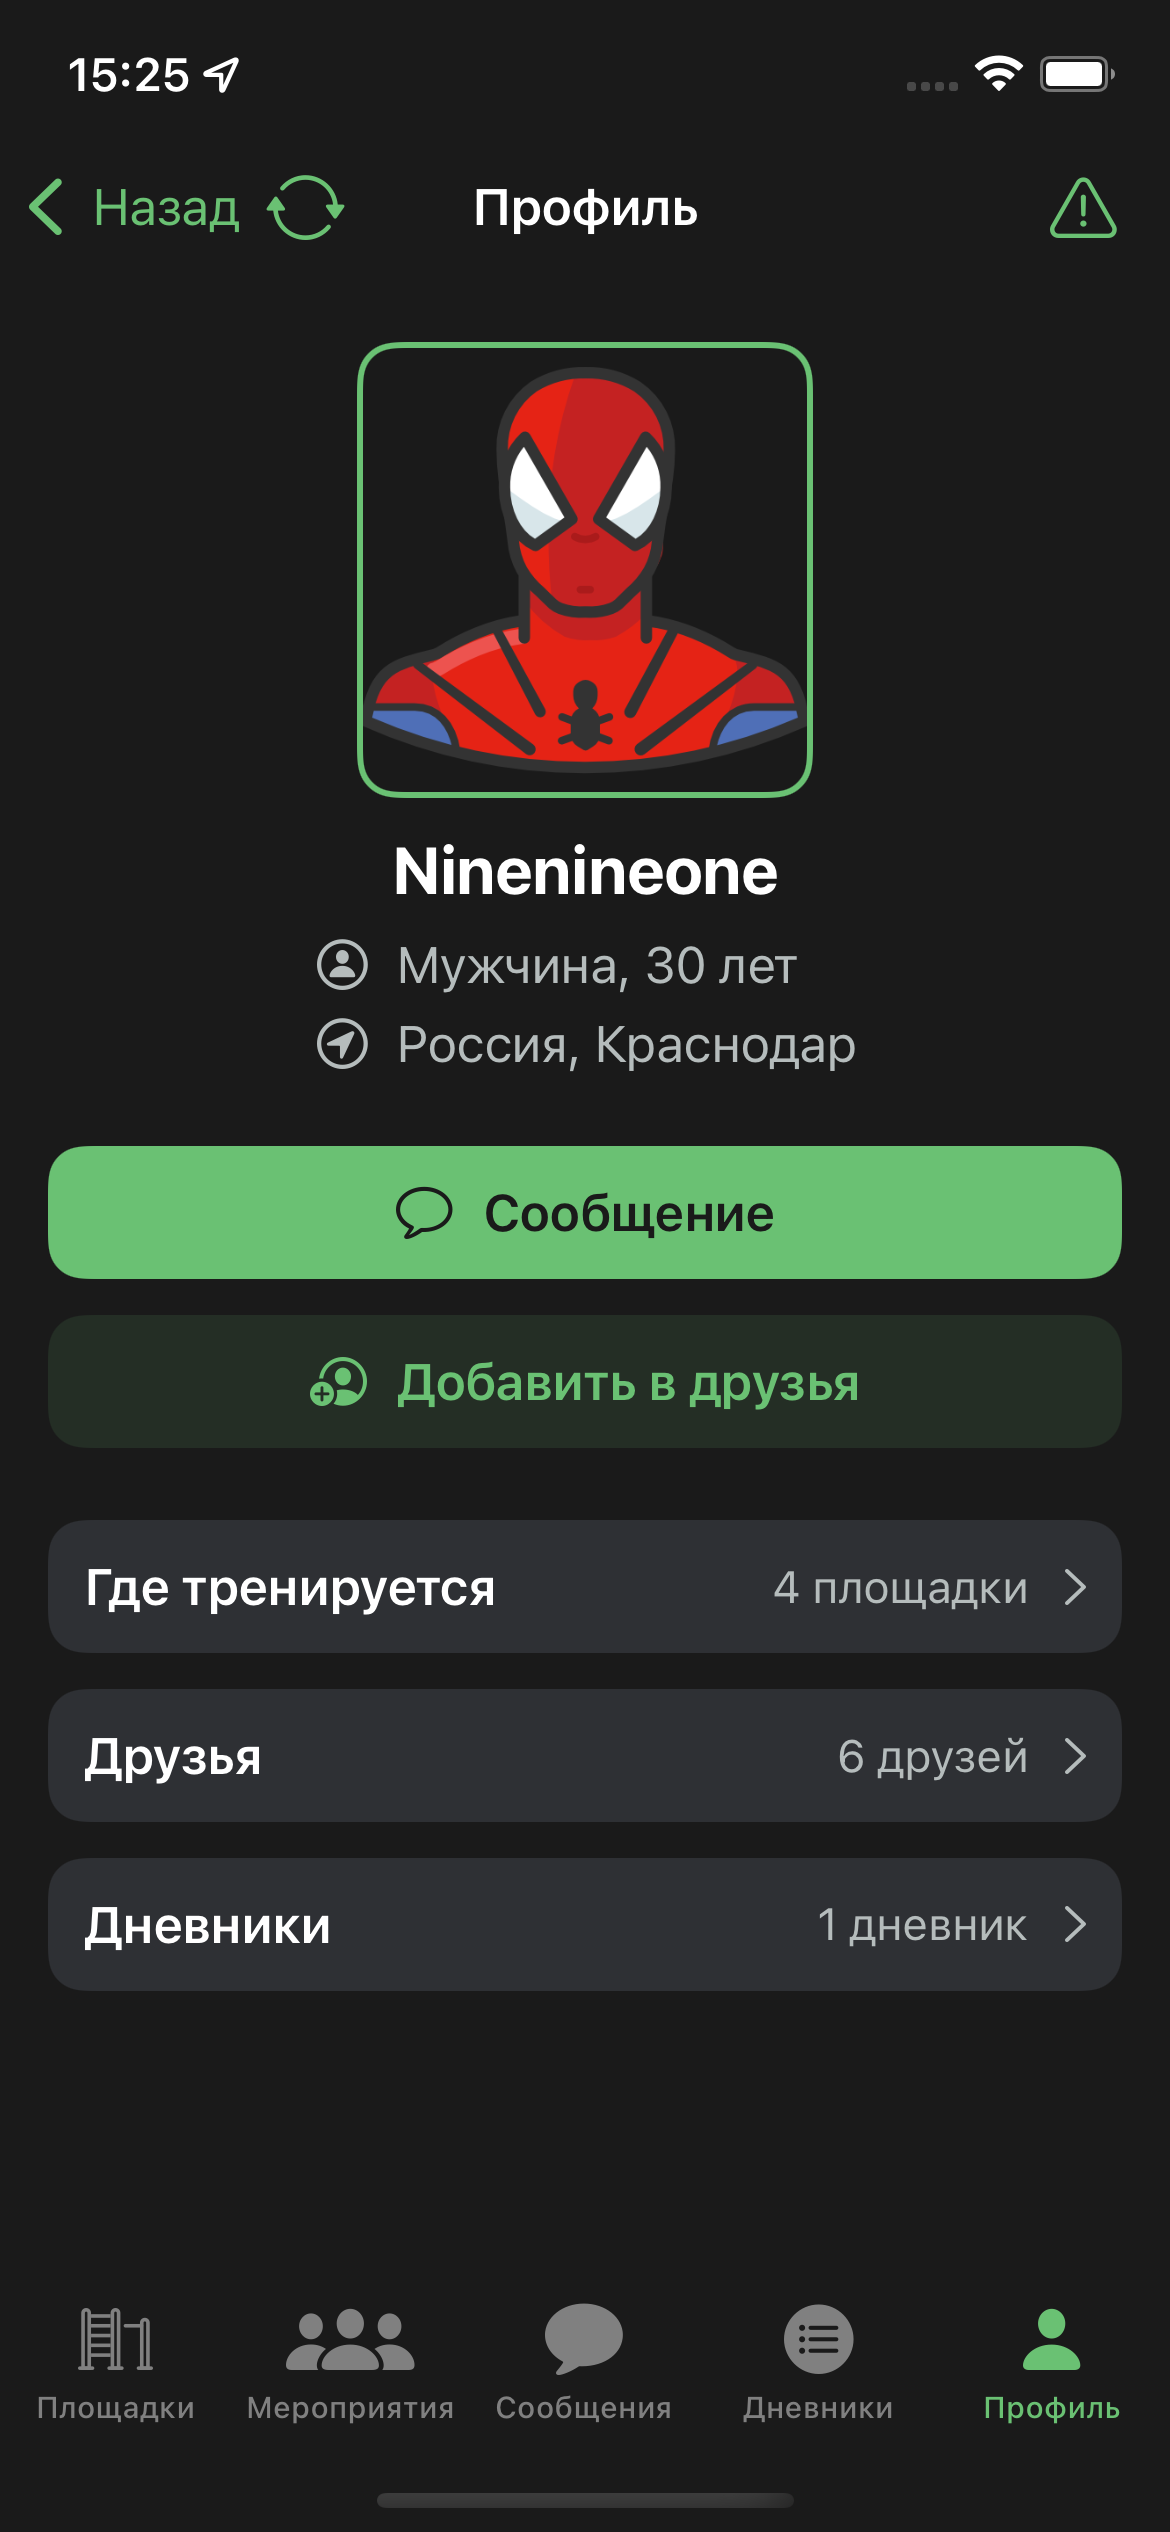 15:25
Назад
Профиль
Ninenineone
Мужчина, 30 лет
Россия, Краснодар
Сообщение
Добавить в друзья
Где тренируется 4 площадки
Друзья 6 друзей
Дневники 1 дневник
Площадки Мероприятия Сообщения Дневники Профиль